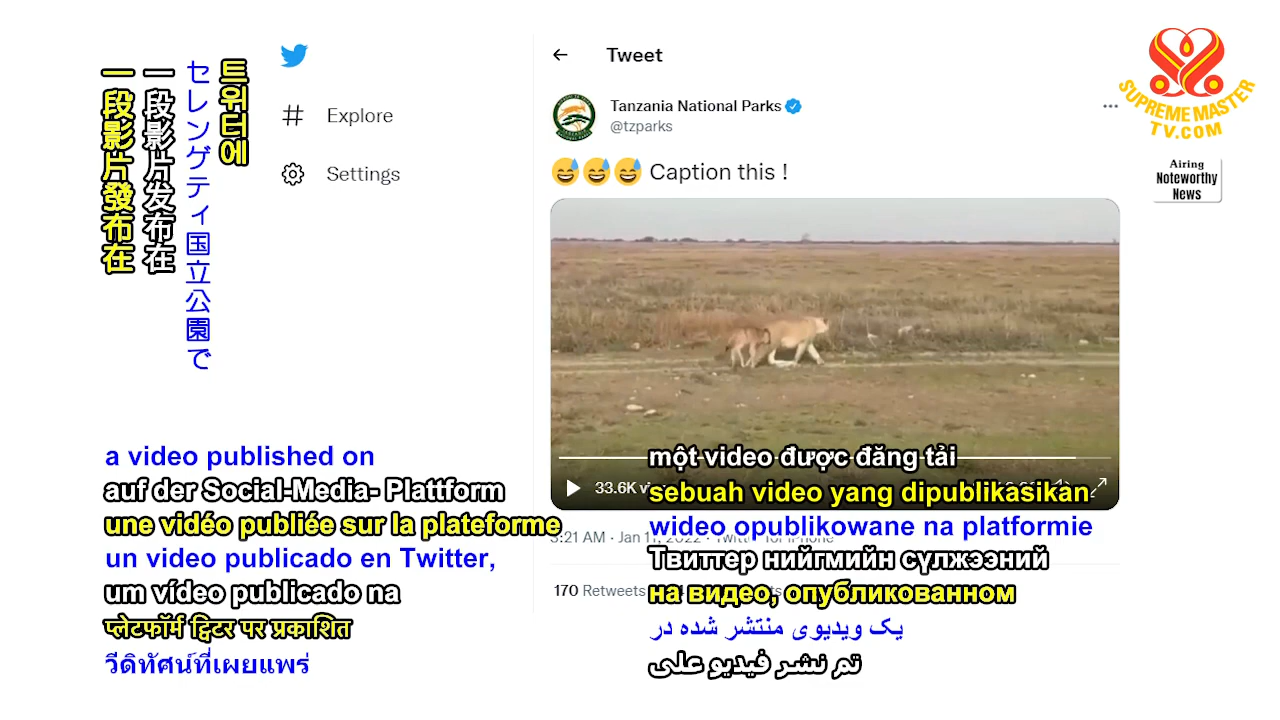 트위터에
セレンゲティ国立公園で
一段影片发布在
一段影片發布在
Explore
Settings
Tweet
Tanzania National Parks
@tzparks
😅😅😅 Caption this !
SUPREME MASTER
TV.COM
Airing
Noteworthy
News
33.6K
3:21 AM · Jan 2022
170 Retweets
a video published on
auf der Social-Media- Plattform
une vidéo publiée sur la plateforme
un video publicado en Twitter,
um vídeo publicado na
प्लेटफॉर्म ट्विटर पर प्रकाशित
วีดิทัศน์ที่เผยแพร่
một video được đăng tải
sebuah video yang dipublikasikan
wideo opublikowane na platformie
Твиттер нийгмийн сүлжээний
на видео, опубликованном
یک ویدیوی منتشر شده در
تم نشر فيديو على